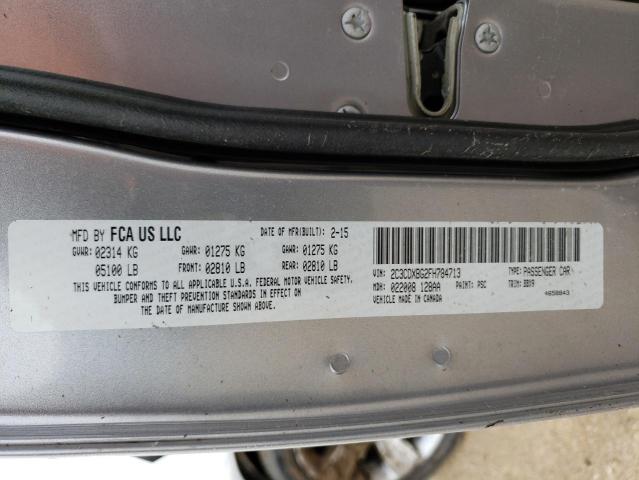 MFD BY FCA US LLC DATE OF MFR(BUILT): 2-15
GVWR: 02314 KG GAWR: 01275 KG GAWR: 01275 KG
05100 LB FRONT: 02810 LB REAR: 02810 LB
THIS VEHICLE CONFORMS TO ALL APPLICABLE U.S.A. FEDERAL MOTOR VEHICLE SAFETY,
BUMPER AND THEFT PREVENTION STANDARDS IN EFFECT ON
THE DATE OF MANUFACTURE SHOWN ABOVE.
VIN: 2C3CDXBG2FH784713 TYPE: PASSENGER CAR
MDH: 022008 128AA PAINT: PSC TRIM: BBX9
VEHICLE MADE IN CANADA 4658843